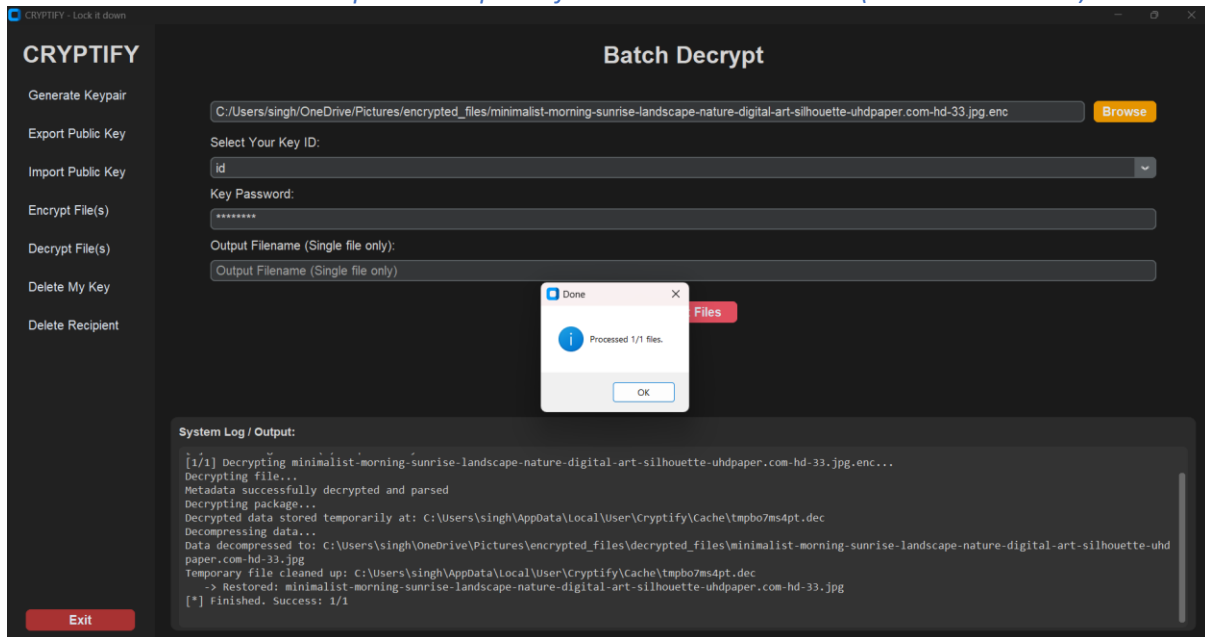 CRYPTIFY - Lock it down
CRYPTIFY
Generate Keypair
Export Public Key
Import Public Key
Encrypt File(s)
Decrypt File(s)
Delete My Key
Delete Recipient
Exit
Batch Decrypt
C:/Users/singh/OneDrive/Pictures/encrypted_files/minimalist-morning-sunrise-landscape-nature-digital-art-silhouette-uhdpaper.com-hd-33.jpg.enc
Browse
Select Your Key ID:
id
Key Password:
********
Output Filename (Single file only):
Output Filename (Single file only)
Files
Done
Processed 1/1 files.
OK
System Log / Output:
[1/1] Decrypting minimalist-morning-sunrise-landscape-nature-digital-art-silhouette-uhdpaper.com-hd-33.jpg.enc...
Decrypting file...
Metadata successfully decrypted and parsed
Decrypting package...
Decrypted data stored temporarily at: C:\Users\singh\AppData\Local\User\Cryptify\Cache\tmpbo7ms4pt.dec
Decompressing data...
Data decompressed to: C:\Users\singh\OneDrive\Pictures\encrypted_files\decrypted_files\minimalist-morning-sunrise-landscape-nature-digital-art-silhouette-uhd
paper.com-hd-33.jpg
Temporary file cleaned up: C:\Users\singh\AppData\Local\User\Cryptify\Cache\tmpbo7ms4pt.dec
-> Restored: minimalist-morning-sunrise-landscape-nature-digital-art-silhouette-uhdpaper.com-hd-33.jpg
[*] Finished. Success: 1/1